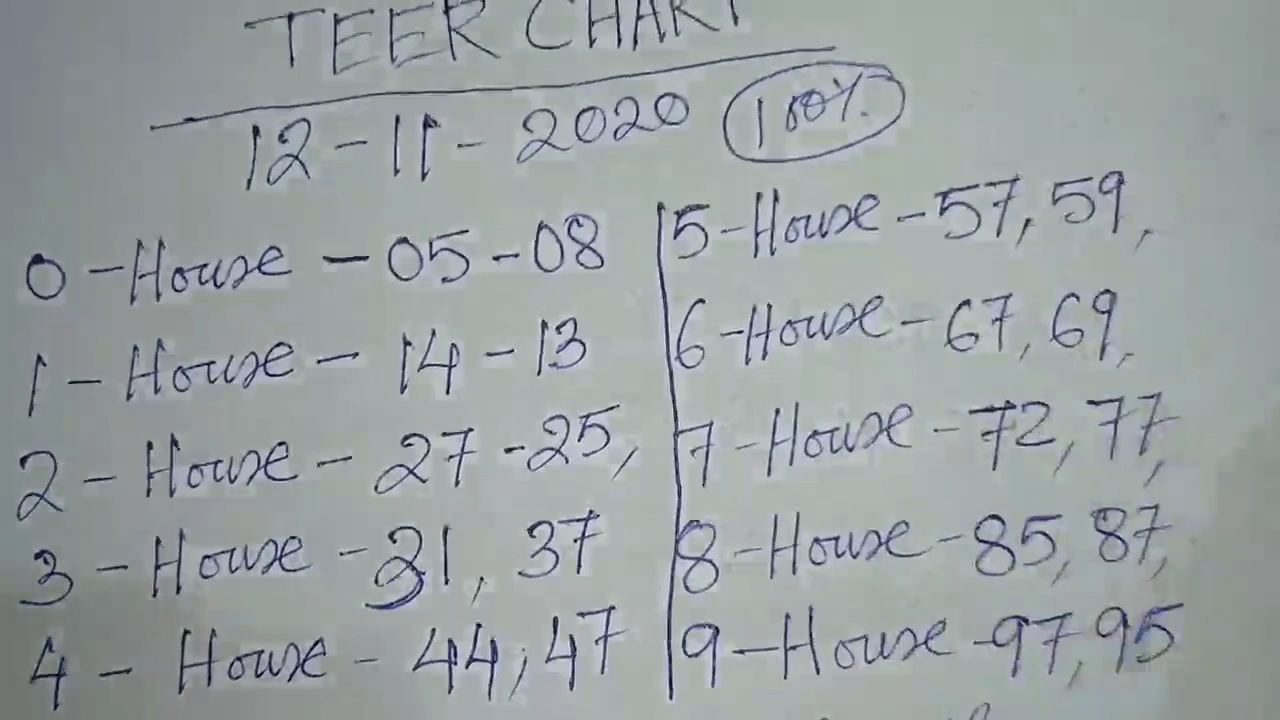 TEER CHART
12-11-2020 100%
0-House-05-08
1-House-14-13
2-House-27-25,
3-House-31, 37
4-House-44, 47
5-House-57, 59,
6-House-67, 69,
7-House-72, 77,
8-House-85, 87,
9-House-97, 95